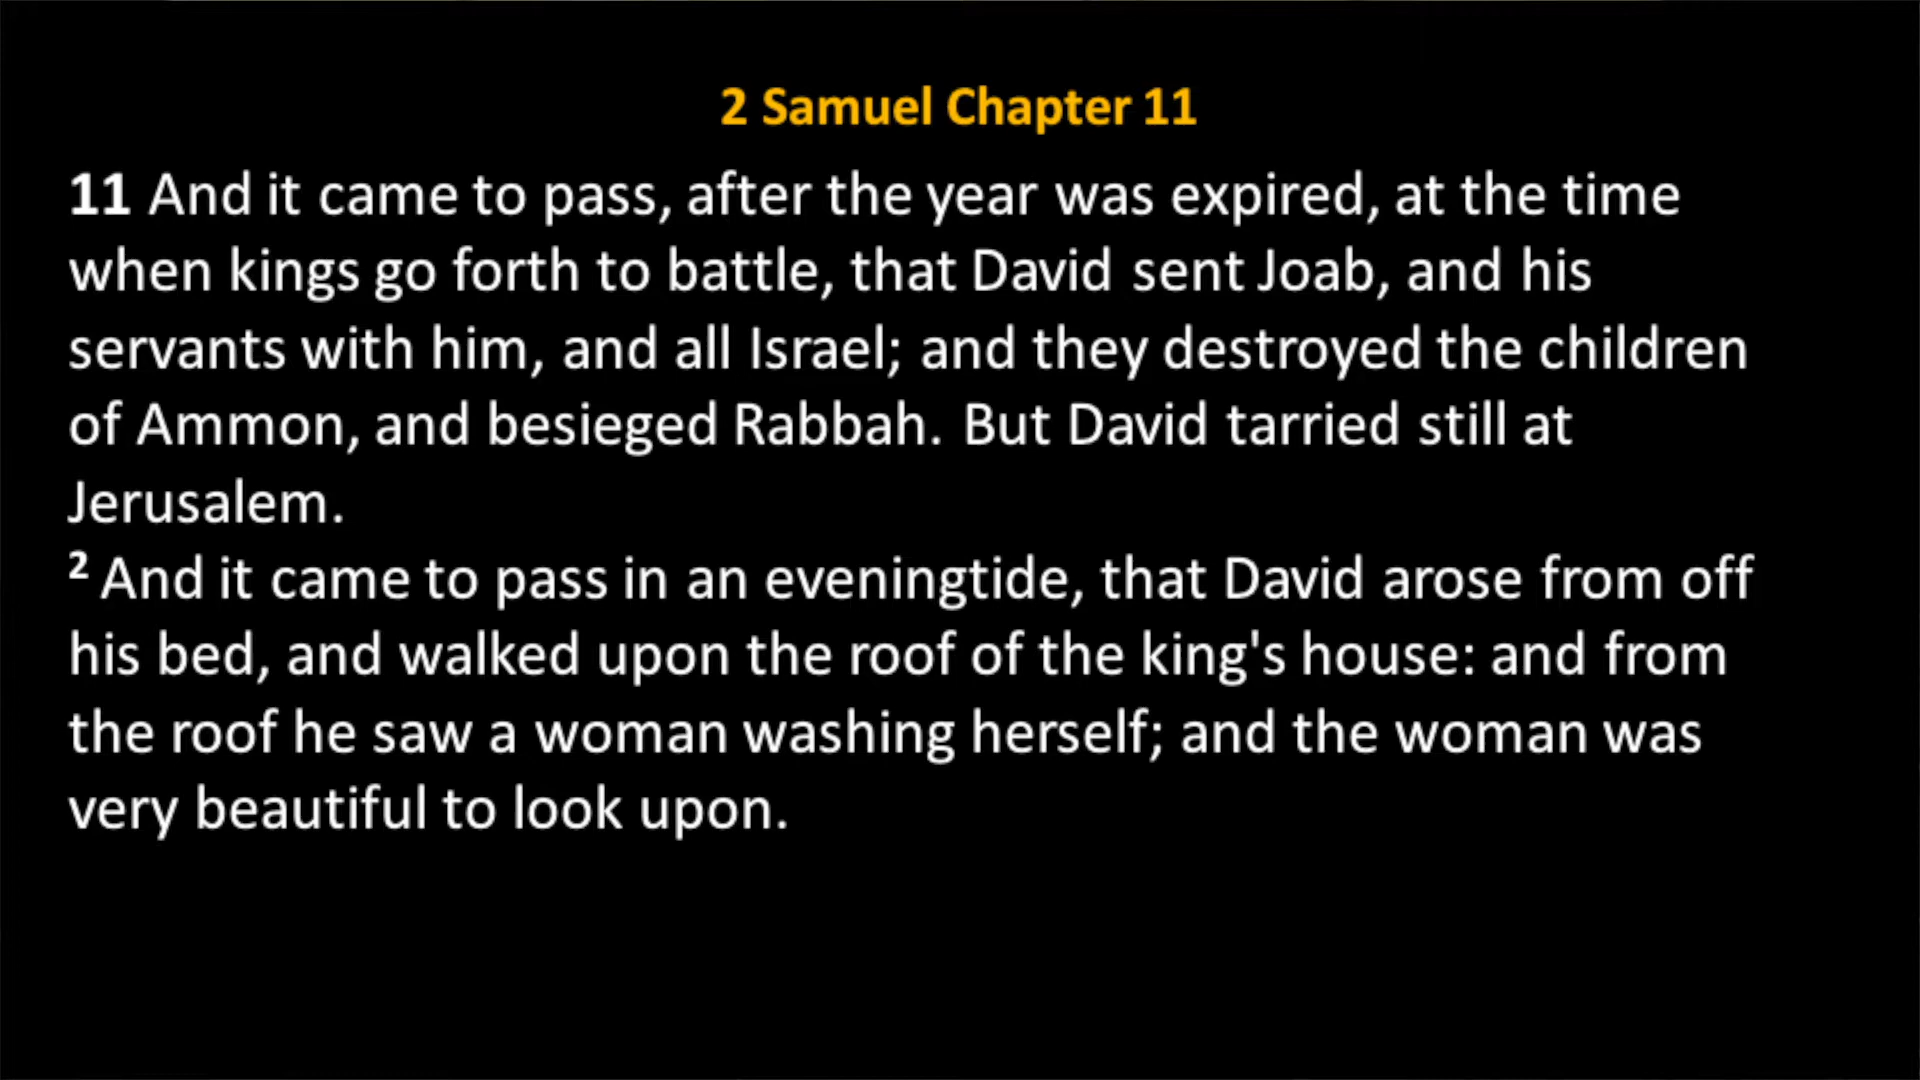 2 Samuel Chapter 11
11 And it came to pass, after the year was expired, at the time
when kings go forth to battle, that David sent Joab, and his
servants with him, and all Israel; and they destroyed the children
of Ammon, and besieged Rabbah. But David tarried still at
Jerusalem.
2 And it came to pass in an eveningtide, that David arose from off
his bed, and walked upon the roof of the king's house: and from
the roof he saw a woman washing herself; and the woman was
very beautiful to look upon.